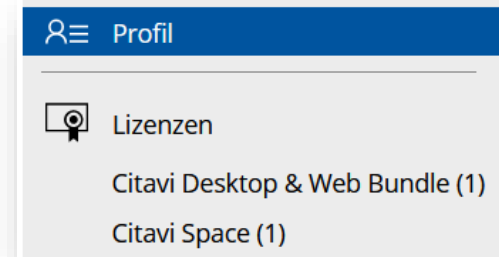 Profil
Lizenzen
Citavi Desktop & Web Bundle (1)
Citavi Space (1)